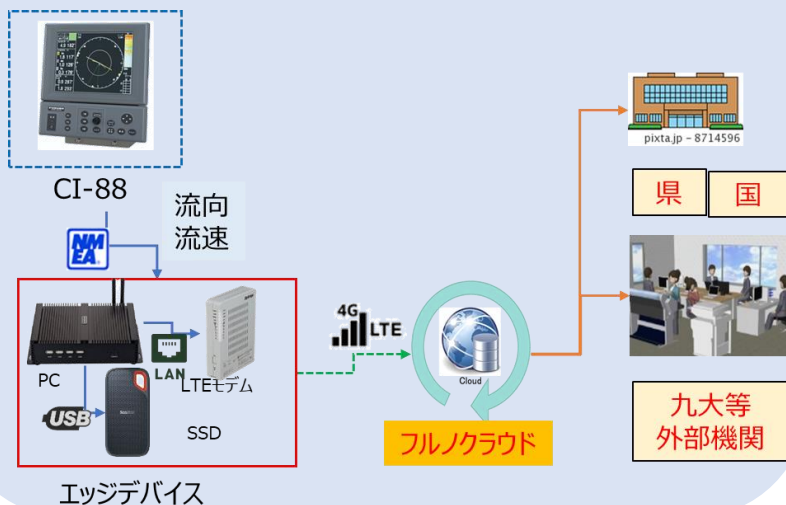 CI-88
流向
流速
NMEA
PC
LAN
LTEモデム
USB
SSD
エッジデバイス
4G
LTE
Cloud
フルノクラウド
pixta.jp - 8714596
県
国
九大等
外部機関